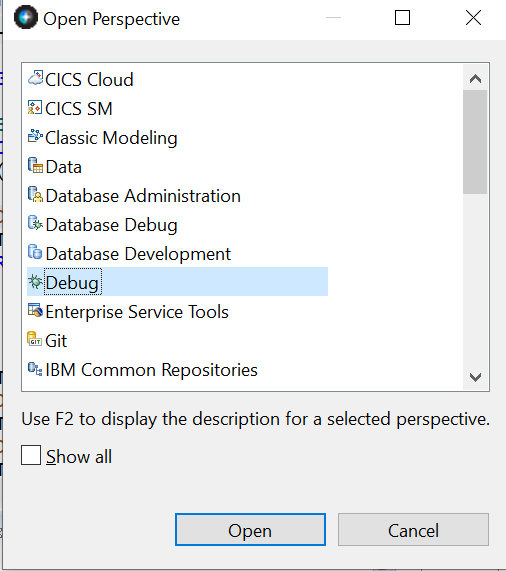 Open Perspective
CICS Cloud
CICS SM
Classic Modeling
Data
Database Administration
Database Debug
Database Development
Debug
Enterprise Service Tools
Git
IBM Common Repositories
Use F2 to display the description for a selected perspective.
Show all
Open
Cancel